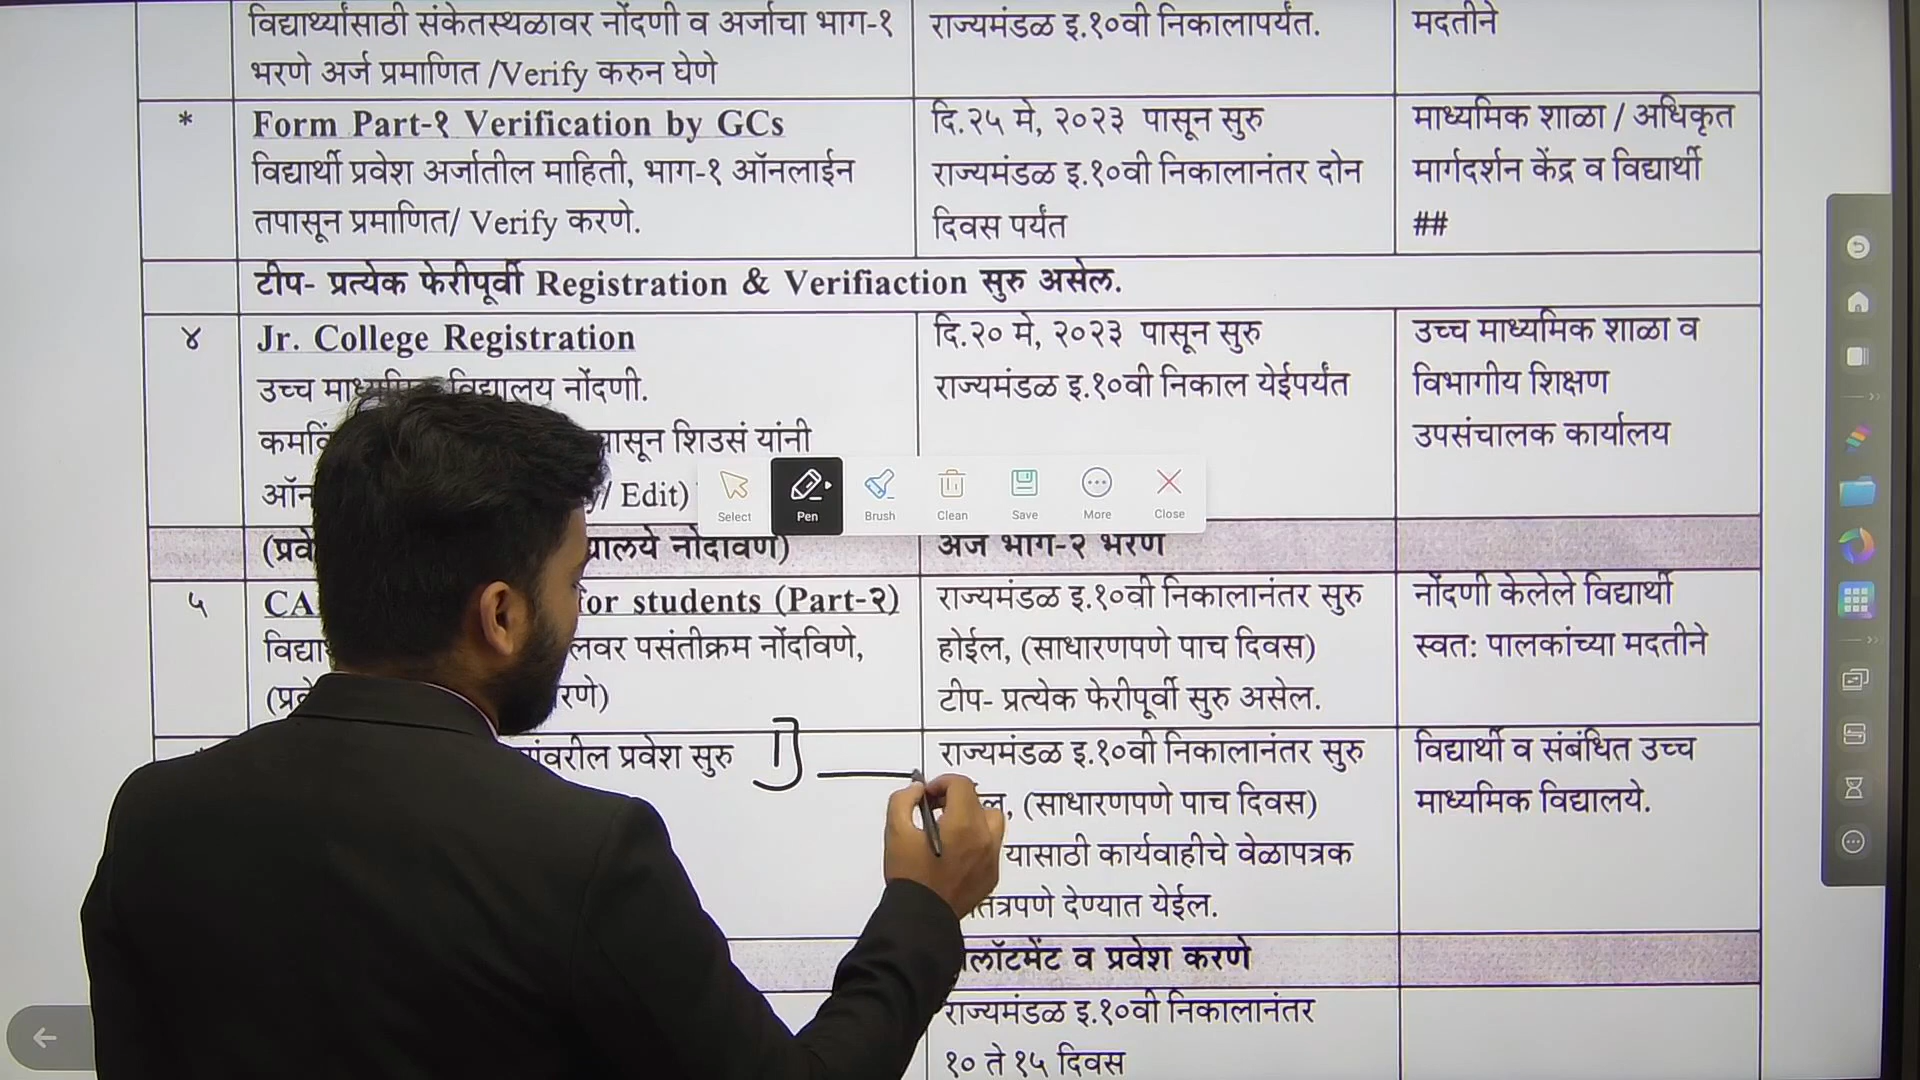 विद्यार्थ्यांसाठी संकेतस्थळावर नोंदणी व अर्जाचा भाग-१
भरणे अर्ज प्रमाणित /Verify करुन घेणे
राज्यमंडळ इ.१०वी निकालापर्यंत.
मदतीने
*
Form Part-१ Verification by GCs
विद्यार्थी प्रवेश अर्जातील माहिती, भाग-१ ऑनलाईन
तपासून प्रमाणित/ Verify करणे.
दि.२५ मे, २०२३ पासून सुरु
राज्यमंडळ इ.१०वी निकालानंतर दोन
दिवस पर्यंत
माध्यमिक शाळा / अधिकृत
मार्गदर्शन केंद्र व विद्यार्थी
##
टीप- प्रत्येक फेरीपूर्वी Registration & Verifiaction सुरु असेल.
४
Jr. College Registration
उच्च माध्यमिक विद्यालय नोंदणी.
शिउसं यांनी
/ Edit)
दि.२० मे, २०२३ पासून सुरु
राज्यमंडळ इ.१०वी निकाल येईपर्यंत
उच्च माध्यमिक शाळा व
विभागीय शिक्षण
उपसंचालक कार्यालय
Select
Pen
Brush
Clean
Save
More
Close
अर्ज भाग-२ भरणे
५
for students (Part-२)
पसंतीक्रम नोंदविणे,
राज्यमंडळ इ.१०वी निकालानंतर सुरु
होईल, (साधारणपणे पाच दिवस)
टीप- प्रत्येक फेरीपूर्वी सुरु असेल.
नोंदणी केलेले विद्यार्थी
स्वत: पालकांच्या मदतीने
प्रवेश सुरु
राज्यमंडळ इ.१०वी निकालानंतर सुरु
(साधारणपणे पाच दिवस)
कार्यवाहीचे वेळापत्रक
देण्यात येईल.
विद्यार्थी व संबंधित उच्च
माध्यमिक विद्यालये.
व प्रवेश करणे
राज्यमंडळ इ.१०वी निकालानंतर
१० ते १५ दिवस